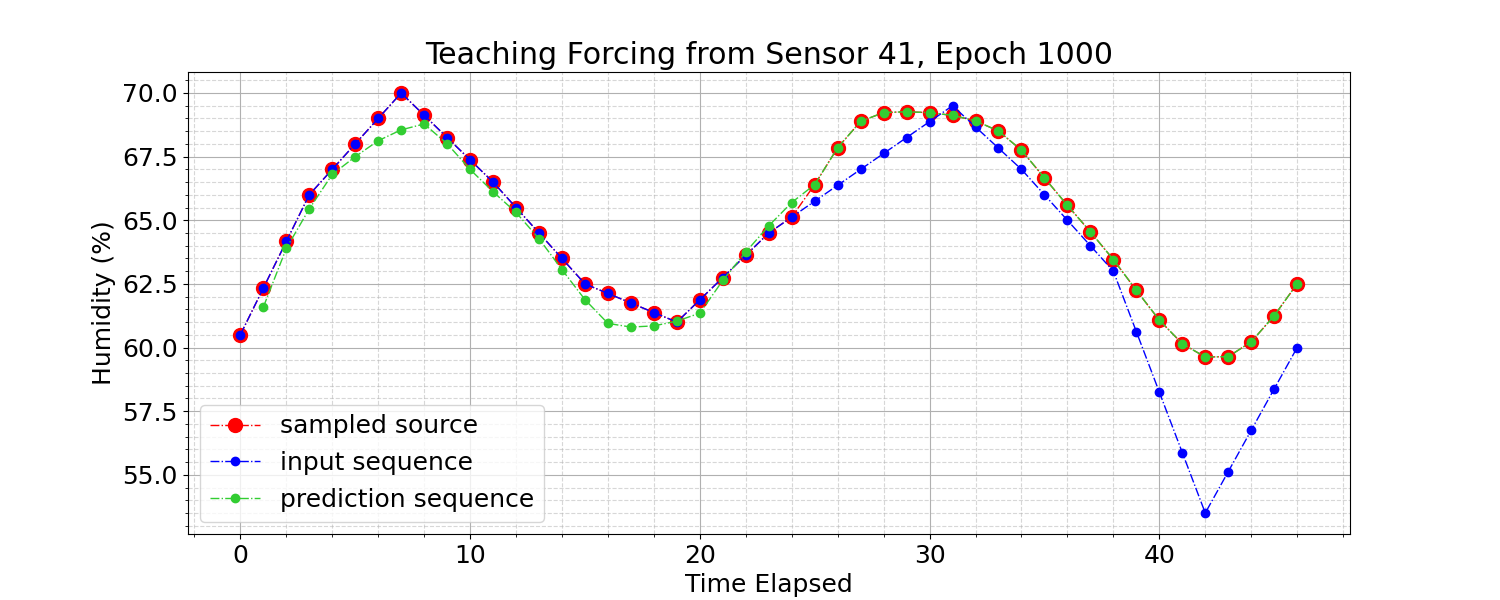 Teaching Forcing from Sensor 41, Epoch 1000
70.0
67.5
65.0
62.5
60.0
57.5
55.0
Humidity (%)
sampled source
input sequence
prediction sequence
0 10 20 30 40
Time Elapsed